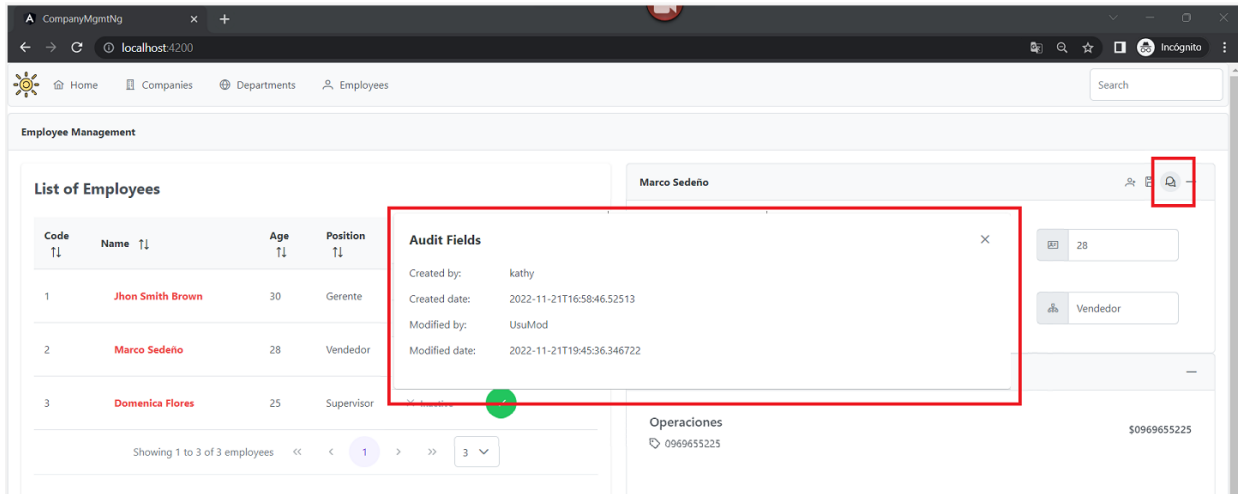 CompanyMgmtNg
localhost:4200
Incógnito
Home Companies Departments Employees
Search
Employee Management
List of Employees
Code Name Age Position
1 Jhon Smith Brown 30 Gerente
2 Marco Sedeño 28 Vendedor
3 Domenica Flores 25 Supervisor
Showing 1 to 3 of 3 employees << < 1 > >> 3
Marco Sedeño
28
Vendedor
Audit Fields
Created by: kathy
Created date: 2022-11-21T16:58:46.52513
Modified by: UsuMod
Modified date: 2022-11-21T19:45:36.346722
Operaciones
0969655225
$0969655225